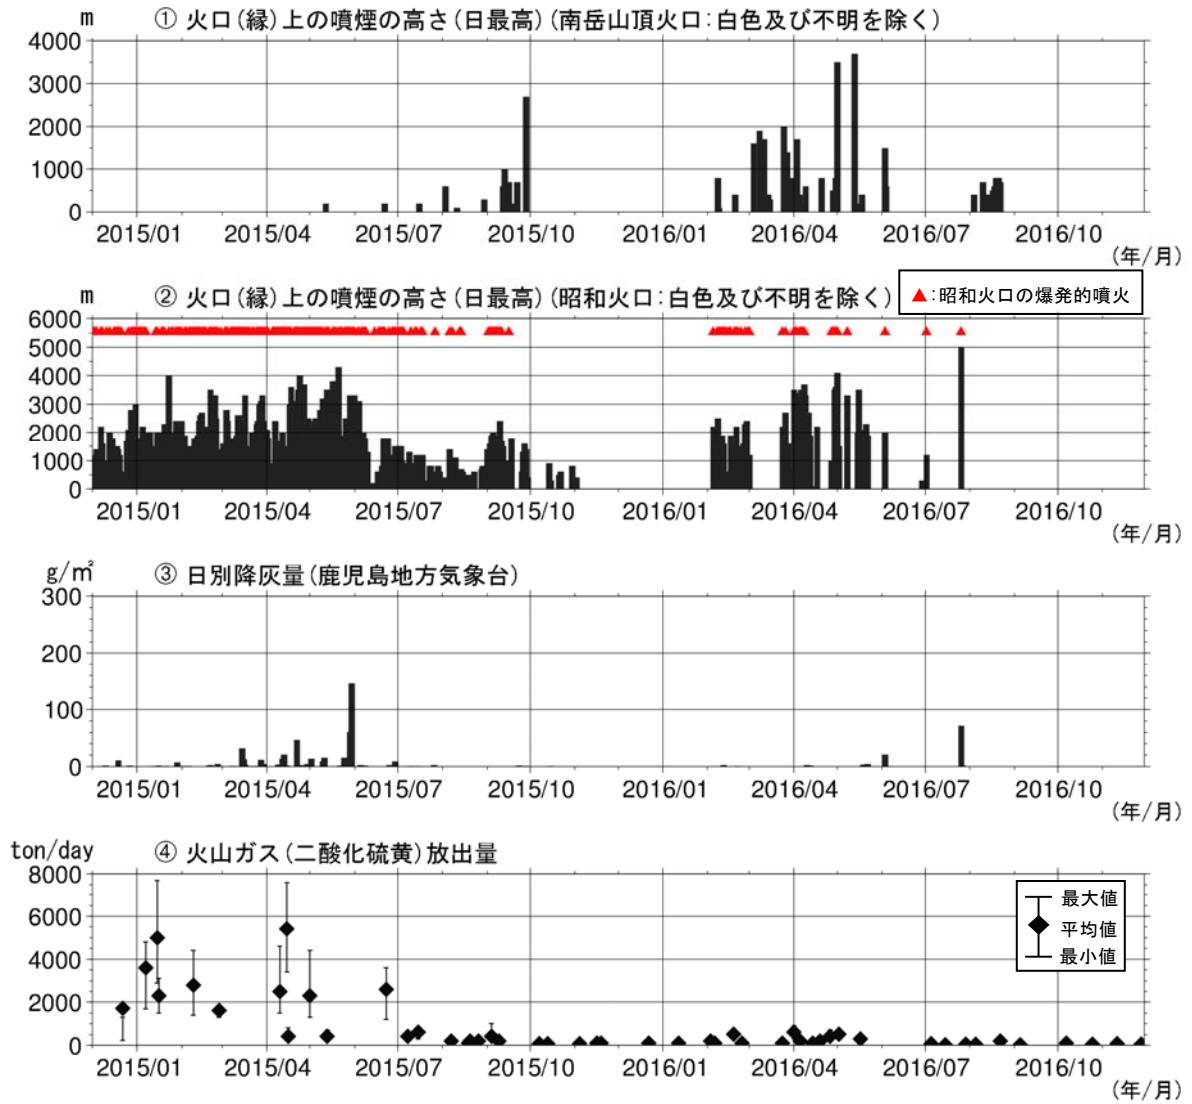 ① 火口(縁)上の噴煙の高さ(日最高)(南岳山頂火口:白色及び不明を除く)
m
4000
3000
2000
1000
0
2015/01 2015/04 2015/07 2015/10 2016/01 2016/04 2016/07 2016/10
(年/月)
② 火口(縁)上の噴煙の高さ(日最高)(昭和火口:白色及び不明を除く)
▲:昭和火口の爆発的噴火
m
6000
5000
4000
3000
2000
1000
0
2015/01 2015/04 2015/07 2015/10 2016/01 2016/04 2016/07 2016/10
(年/月)
③ 日別降灰量(鹿児島地方気象台)
g/㎡
300
200
100
0
2015/01 2015/04 2015/07 2015/10 2016/01 2016/04 2016/07 2016/10
(年/月)
④ 火山ガス(二酸化硫黄)放出量
ton/day
8000
6000
4000
2000
0
最大値
平均値
最小値
2015/01 2015/04 2015/07 2015/10 2016/01 2016/04 2016/07 2016/10
(年/月)